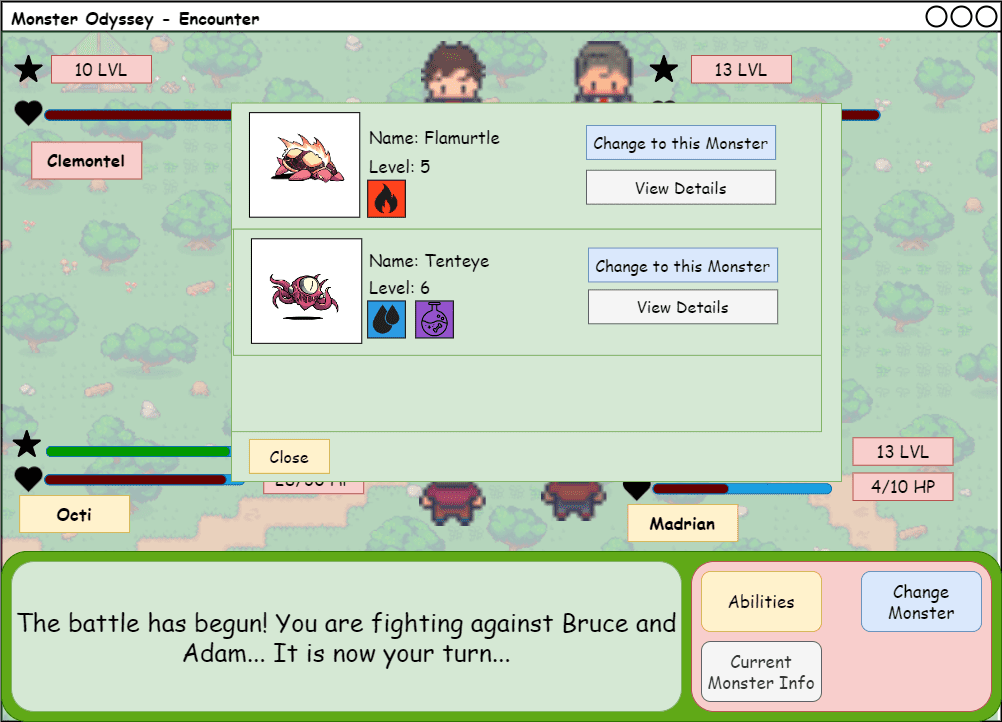 Monster Odyssey - Encounter
10 LVL
13 LVL
Clemontel
Name: Flamurtle
Level: 5
Change to this Monster
View Details
Name: Tenteye
Level: 6
Change to this Monster
View Details
Close
13 LVL
4/10 HP
Octi
Madrian
The battle has begun! You are fighting against Bruce and
Adam... It is now your turn...
Abilities
Change
Monster
Current
Monster Info